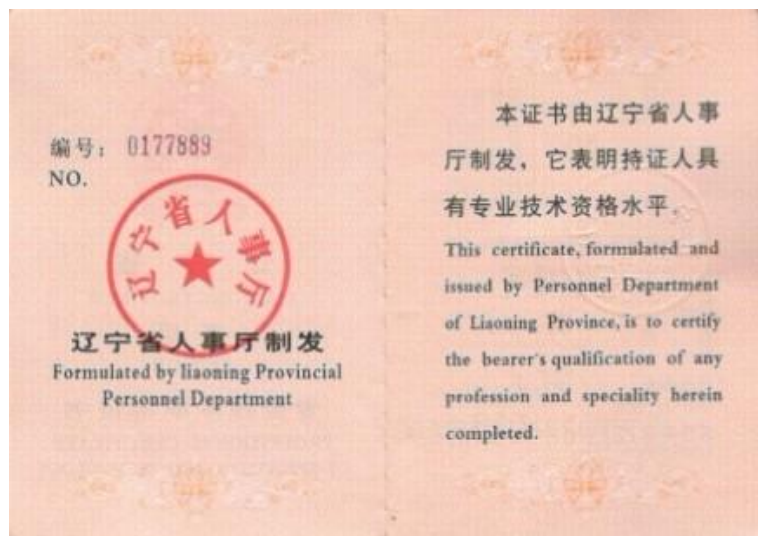 编号: 0177889
NO.
辽宁省人事厅
辽宁省人事厅制发
Formulated by liaoning Provincial
Personnel Department
本证书由辽宁省人事
厅制发, 它表明持证人具
有专业技术资格水平。
This certificate, formulated and
issued by Personnel Department
of Liaoning Province, is to certify
the bearer's qualification of any
profession and speciality herein
completed.